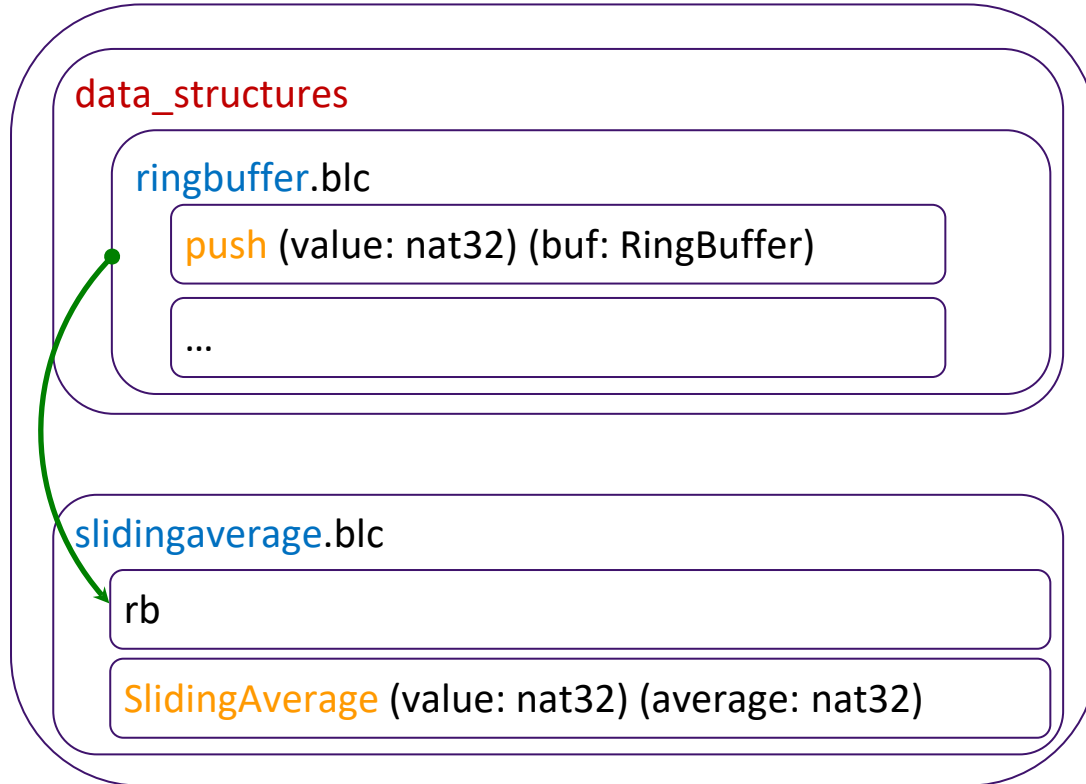 data_structures
ringbuffer.blc
push (value: nat32) (buf: RingBuffer)
...
slidingaverage.blc
rb
SlidingAverage (value: nat32) (average: nat32)